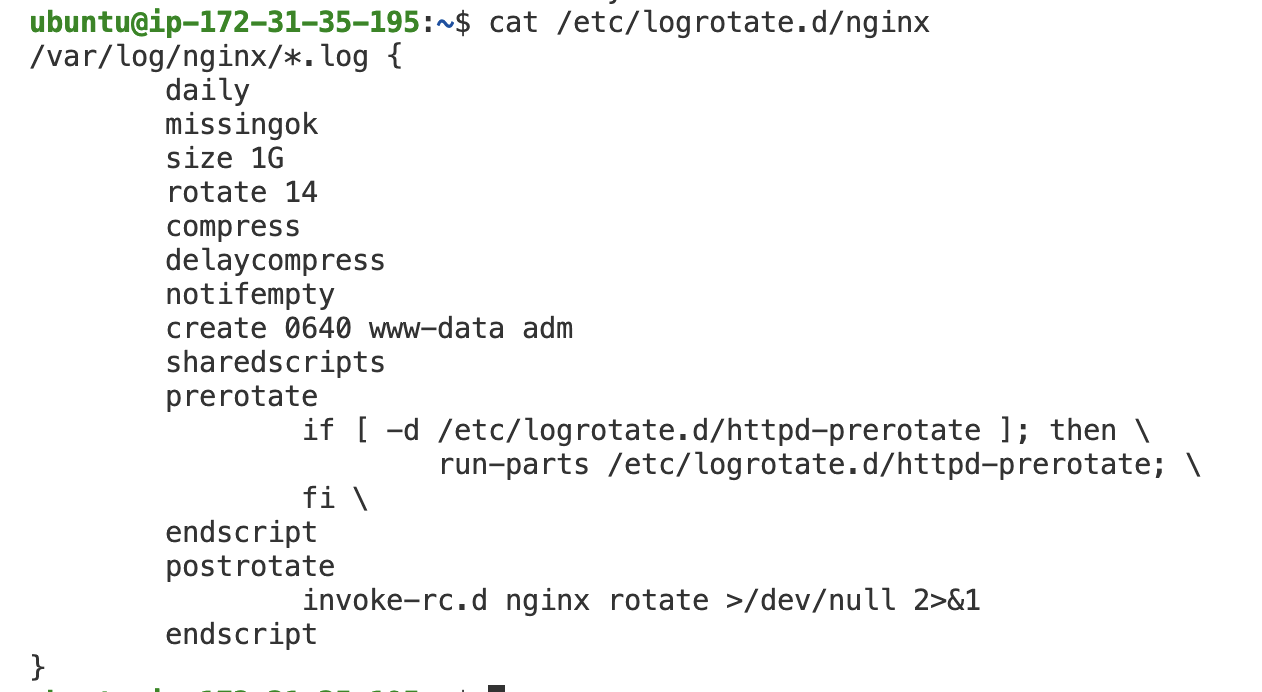 ubuntu@ip-172-31-35-195:~$ cat /etc/logrotate.d/nginx
/var/log/nginx/*.log {
        daily
        missingok
        size 1G
        rotate 14
        compress
        delaycompress
        notifempty
        create 0640 www-data adm
        sharedscripts
        prerotate
                if [ -d /etc/logrotate.d/httpd-prerotate ]; then \
                        run-parts /etc/logrotate.d/httpd-prerotate; \
                fi \
        endscript
        postrotate
                invoke-rc.d nginx rotate >/dev/null 2>&1
        endscript
}